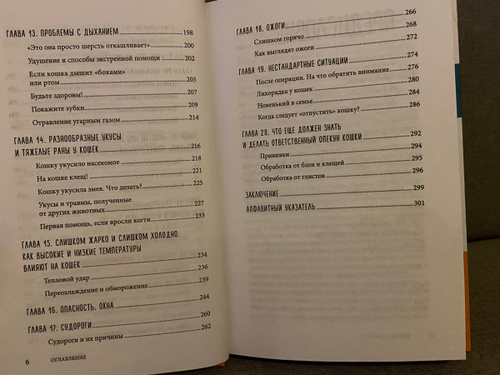 ГЛАВА 13. ПРОБЛЕМЫ С ДЫХАНИЕМ 198
"Это она просто шерсть откашливает" 200
Удушение и способы экстренной помощи 202
Если кошка дышит "боками"
или ртом 205
Будьте здоровы! 207
Покажите зубки 209
Отравление угарным газом 214
ГЛАВА 14. РАЗНООБРАЗНЫЕ УКУСЫ
И ТЯЖЕЛЫЕ РАНЫ У КОШЕК 216
Кошку укусило насекомое 218
На кошке клещ! 221
Кошку укусила змея. Что делать? 225
Укусы и травмы, полученные
от других животных 227
Первая помощь, если вросли когти 233
ГЛАВА 15. СЛИШКОМ ЖАРКО И СЛИШКОМ ХОЛОДНО.
КАК ВЫСОКИЕ И НИЗКИЕ ТЕМПЕРАТУРЫ
ВЛИЯЮТ НА КОШЕК 234
Тепловой удар 236
Переохлаждение и обморожение 239
ГЛАВА 16. ОПАСНОСТЬ. ОКНА 244
ГЛАВА 17. СУДОРОГИ 260
Судороги и их причины 262
6 ОГЛАВЛЕНИЕ
ГЛАВА 18. ОЖОГИ 266
Слишком горячо 268
Как выглядят ожоги 272
ГЛАВА 19. НЕСТАНДАРТНЫЕ СИТУАЦИИ 274
После операции. На что обратить внимание 276
Лихорадка у кошек 280
Новенький в семье 284
Когда следует «отпустить» кошку? 286
ГЛАВА 20. ЧТО ЕЩЕ ДОЛЖЕН ЗНАТЬ
И ДЕЛАТЬ ОТВЕТСТВЕННЫЙ ОПЕКУН КОШКИ 292
Прививки 294
Обработка от блох и клещей 295
Обработка от глистов 296
ЗАКЛЮЧЕНИЕ 299
АЛФАВИТНЫЙ УКАЗАТЕЛЬ 301